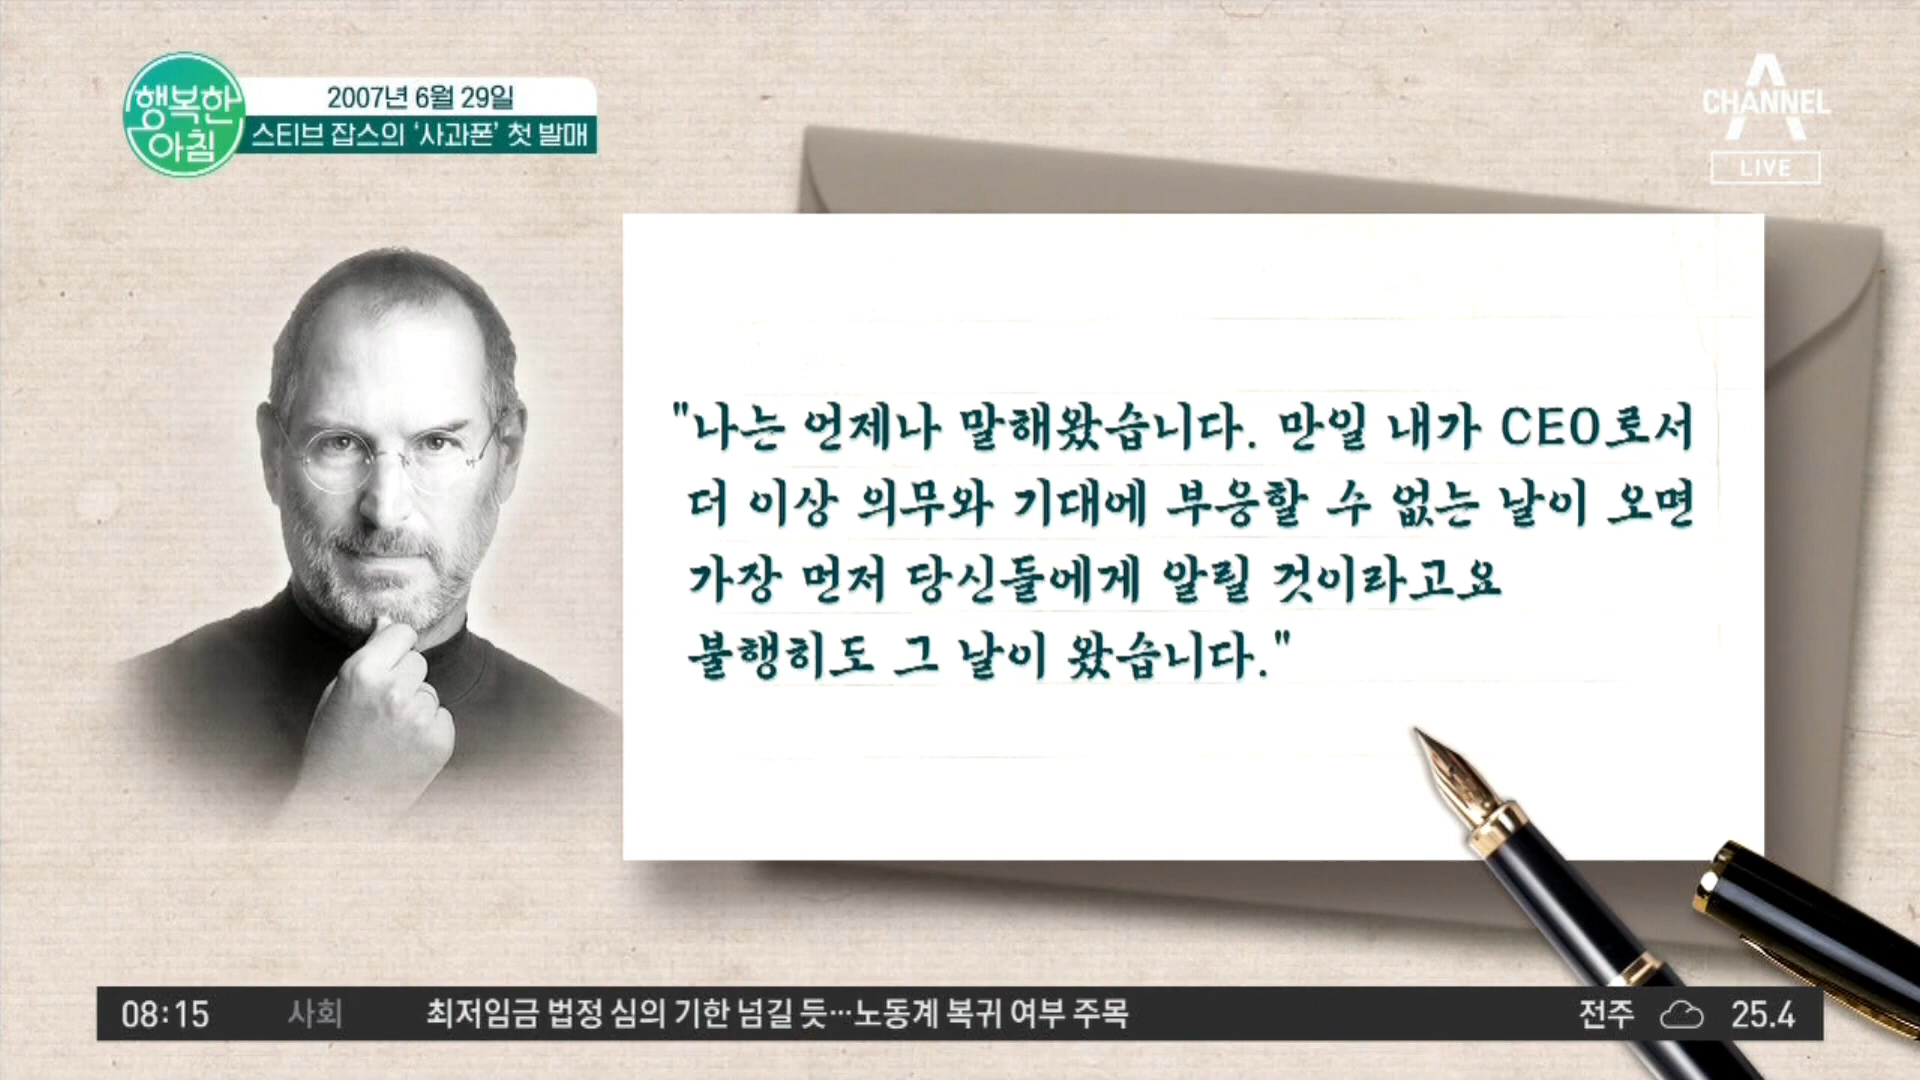 행복한
아침
2007년 6월 29일
스티브 잡스의 '사과폰' 첫 발매
CHANNEL A
LIVE
"나는 언제나 말해왔습니다. 만일 내가 CEO로서
더 이상 의무와 기대에 부응할 수 없는 날이 오면
가장 먼저 당신들에게 알릴 것이라고요
불행히도 그 날이 왔습니다."
08:15 사회 최저임금 법정 심의 기한 넘길 듯…노동계 복귀 여부 주목 전주 25.4